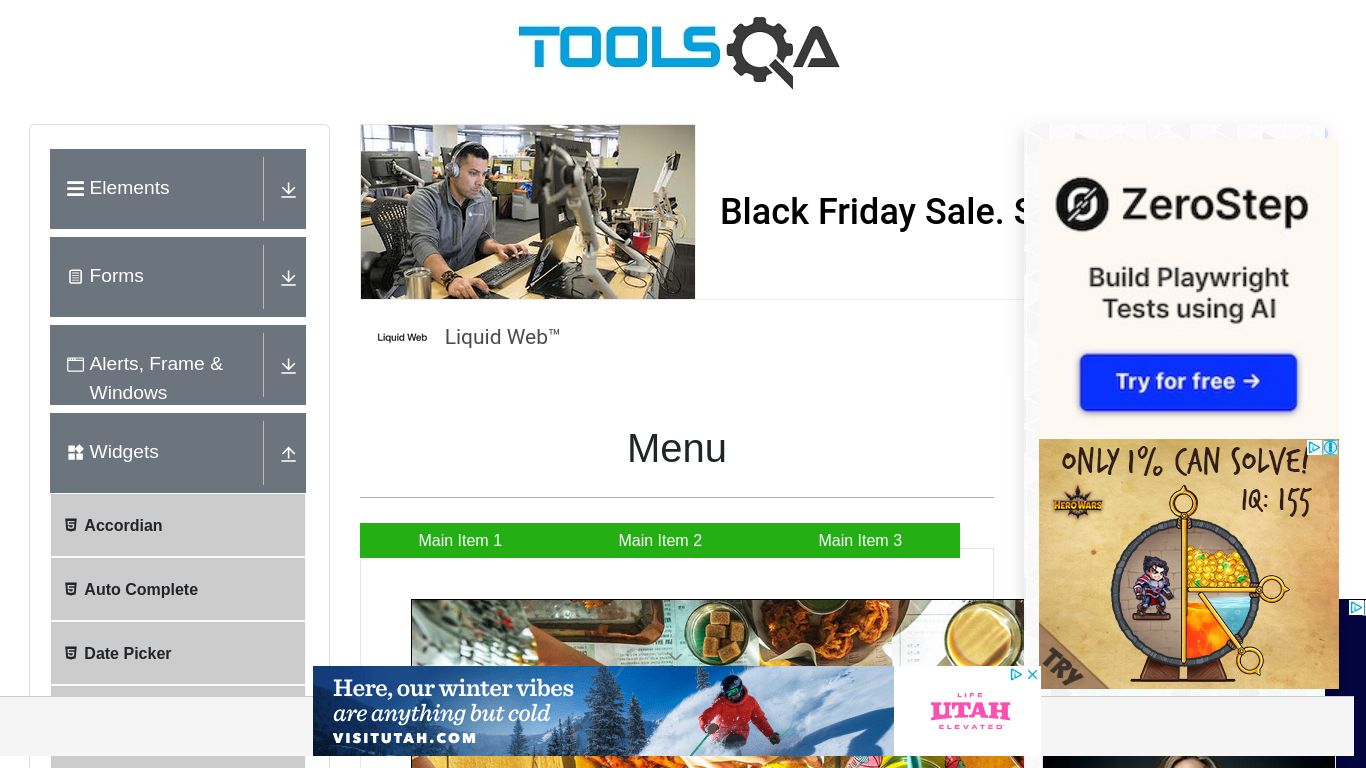 TOOLSQA
Elements
Forms
Alerts, Frame &
Windows
Widgets
Accordian
Auto Complete
Date Picker
Black Friday Sale. S
Liquid Web
Liquid Web™
Menu
Main Item 1
Main Item 2
Main Item 3
ZeroStep
Build Playwright
Tests using AI
Try for free →
ONLY 1% CAN SOLVE!
HERO WARS
IQ: 155
TRY
Here, our winter vibes
are anything but cold
VISITUTAH.COM
LIFE
UTAH
ELEVATED